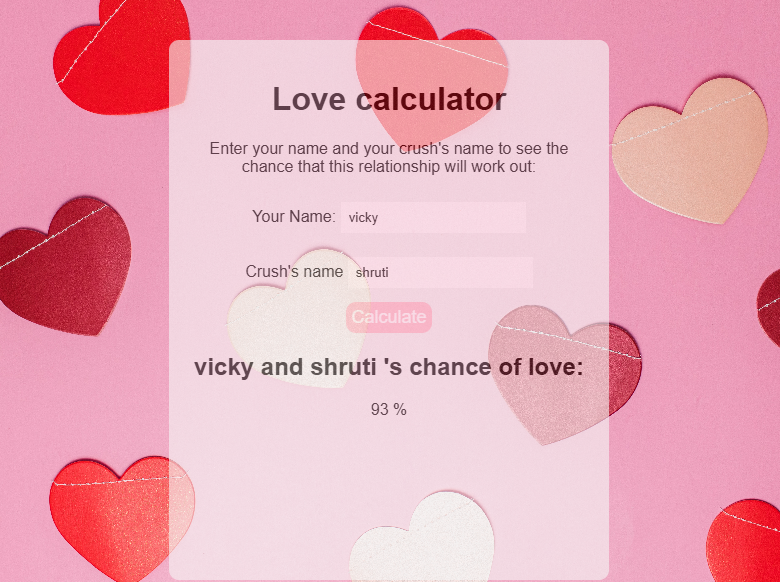 Love calculator
Enter your name and your crush's name to see the
chance that this relationship will work out:
Your Name: vicky
Crush's name shruti
Calculate
vicky and shruti 's chance of love:
93 %